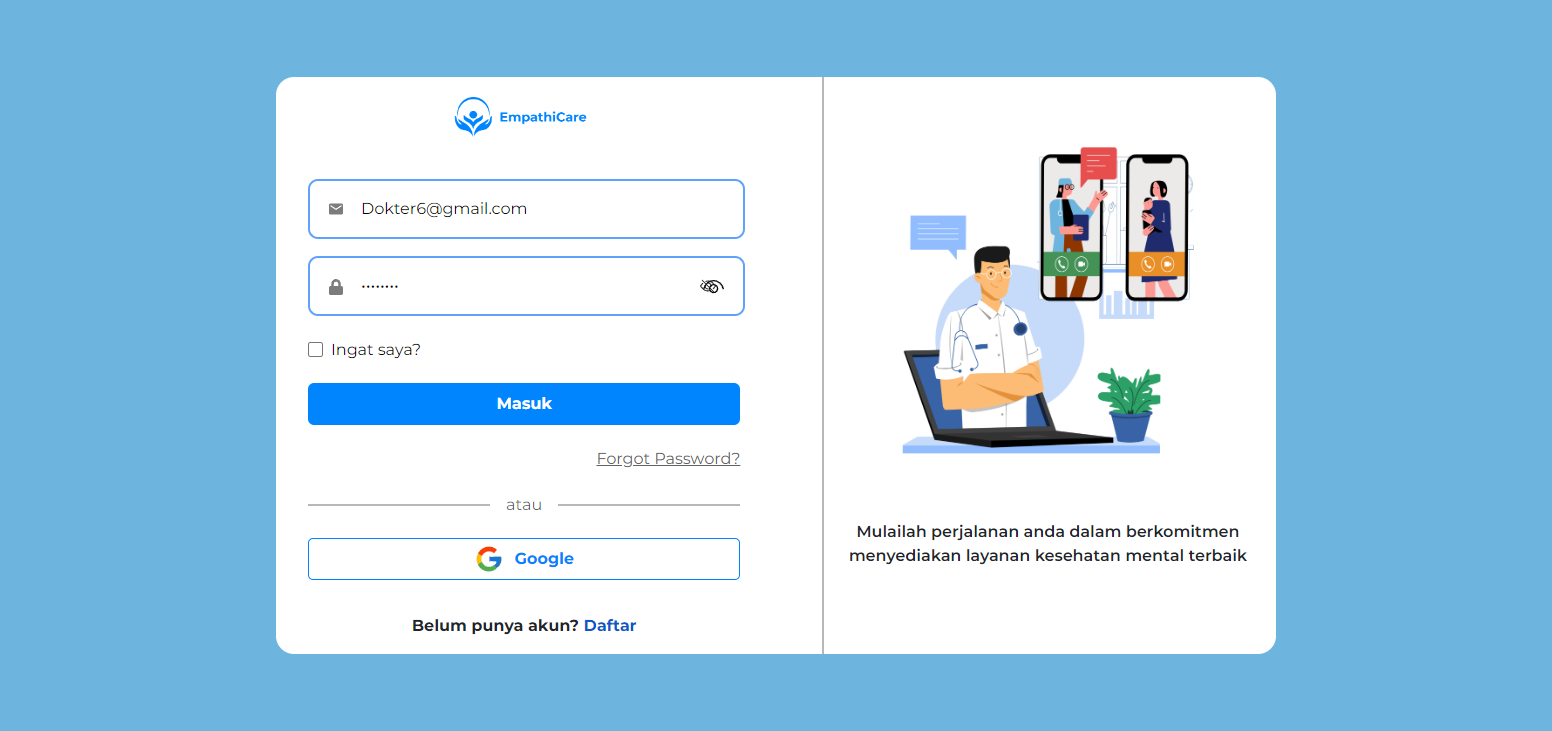 EmpathiCare
Dokter6@gmail.com
········
Ingat saya?
Masuk
Forgot Password?
atau
Google
Belum punya akun? Daftar
Mulailah perjalanan anda dalam berkomitmen
menyediakan layanan kesehatan mental terbaik